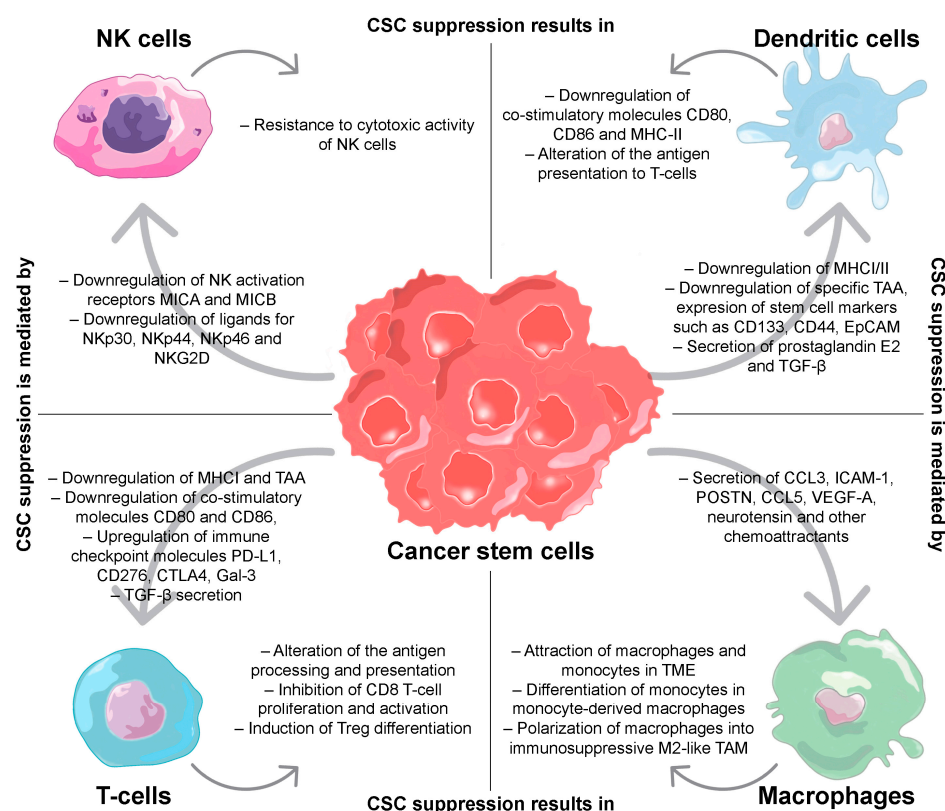 CSC suppression results in
NK cells
Dendritic cells
– Resistance to cytotoxic activity
of NK cells
– Downregulation of
co-stimulatory molecules CD80,
CD86 and MHC-II
– Alteration of the antigen
presentation to T-cells
CSC suppression is mediated by
– Downregulation of NK activation
receptors MICA and MICB
– Downregulation of ligands for
NKp30, NKp44, NKp46 and
NKG2D
– Downregulation of MHCI/II
– Downregulation of specific TAA,
expresion of stem cell markers
such as CD133, CD44, EpCAM
– Secretion of prostaglandin E2
and TGF-β
CSC suppression is mediated by
– Downregulation of MHCI and TAA
– Downregulation of co-stimulatory
molecules CD80 and CD86,
– Upregulation of immune
checkpoint molecules PD-L1,
CD276, CTLA4, Gal-3
– TGF-β secretion
Cancer stem cells
– Secretion of CCL3, ICAM-1,
POSTN, CCL5, VEGF-A,
neurotensin and other
chemoattractants
– Alteration of the antigen
processing and presentation
– Inhibition of CD8 T-cell
proliferation and activation
– Induction of Treg differentiation
– Attraction of macrophages and
monocytes in TME
– Differentiation of monocytes in
monocyte-derived macrophages
– Polarization of macrophages into
immunosuppressive M2-like TAM
T-cells
Macrophages
CSC suppression results in